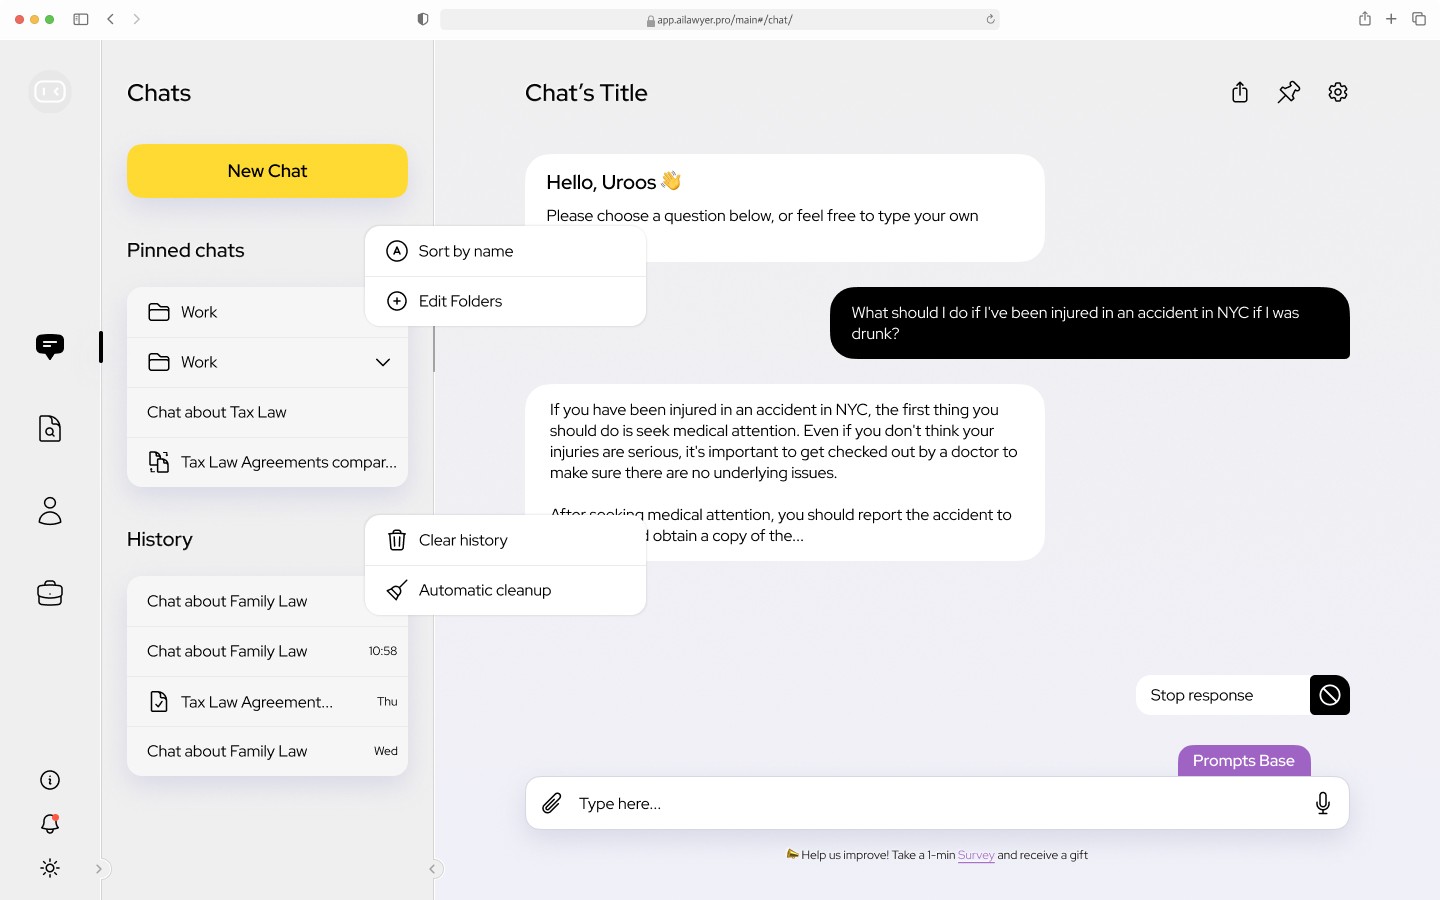 app.ailawyer.pro/main#/chat/
Chats
New Chat
Pinned chats
Work
Work
Chat about Tax Law
Tax Law Agreements compar...
Sort by name
Edit Folders
History
Chat about Family Law
Chat about Family Law 10:58
Tax Law Agreement... Thu
Chat about Family Law Wed
Clear history
Automatic cleanup
Chat’s Title
Hello, Uroos 👋
Please choose a question below, or feel free to type your own
What should I do if I've been injured in an accident in NYC if I was
drunk?
If you have been injured in an accident in NYC, the first thing you
should do is seek medical attention. Even if you don't think your
injuries are serious, it's important to get checked out by a doctor to
make sure there are no underlying issues.
After seeking medical attention, you should report the accident to
obtain a copy of the...
Stop response
Prompts Base
Type here...
Help us improve! Take a 1-min Survey and receive a gift